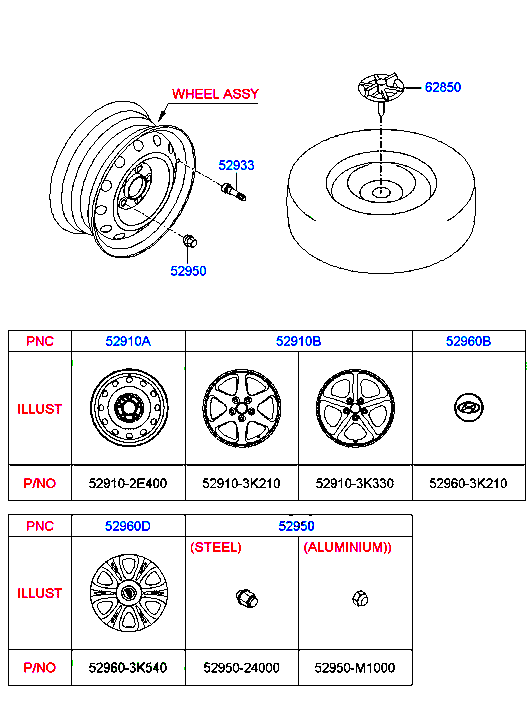 WHEEL ASSY
62850
52933
52950
PNC 52910A 52910B 52960B
ILLUST
P/NO 52910-2E400 52910-3K210 52910-3K330 52960-3K210
PNC 52960D 52950
(STEEL) (ALUMINIUM))
ILLUST
P/NO 52960-3K540 52950-24000 52950-M1000